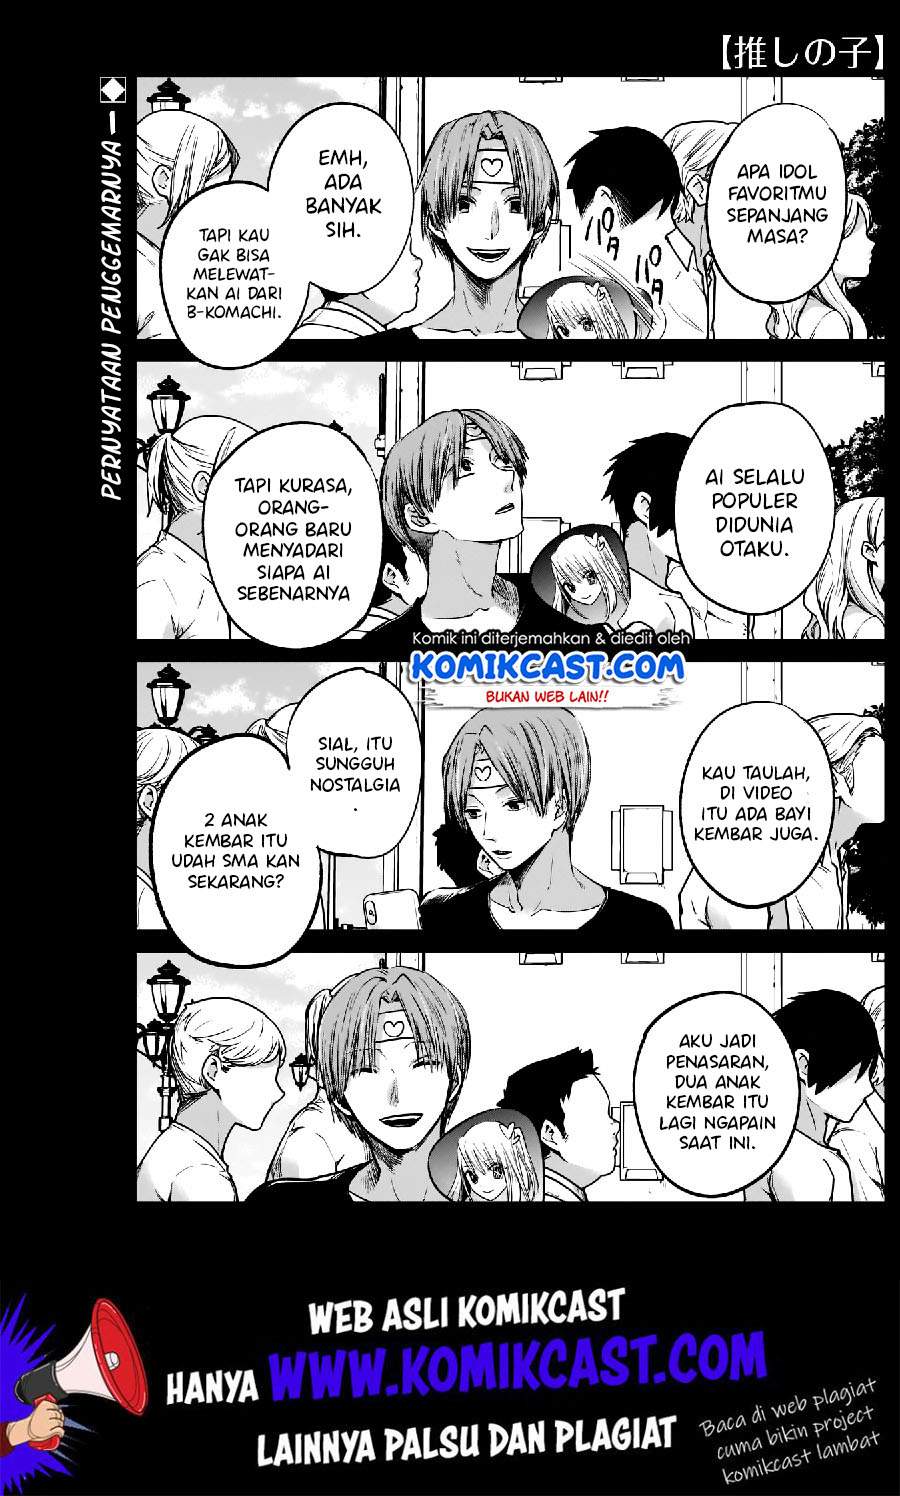 【推しの子】
PERNYATAAN PENGGEMARNYA—
APA IDOL
FAVORITMU
SEPANJANG
MASA?
パ
タ
パ
タ
EMH,
ADA
BANYAK
SIH.
TAPI KAU
GAK BISA
MELEWAT-
KAN AI DARI
B-KOMACHI.
AI SELALU
POPULER
DIDUNIA
OTAKU.
TAPI KURASA,
ORANG-
ORANG BARU
MENYADARI
SIAPA AI
SEBENARNYA
Komik ini diterjemahkan & diedit oleh
KOMIKCAST.COM
BUKAN WEB LAIN!!
KAU TAULAH,
DI VIDEO
ITU ADA BAYI
KEMBAR JUGA.
SIAL, ITU
SUNGGUH
NOSTALGIA
.
2 ANAK
KEMBAR ITU
UDAH SMA KAN
SEKARANG?
AKU JADI
PENASARAN,
DUA ANAK
KEMBAR ITU
LAGI NGAPAIN
SAAT INI.
WEB ASLI KOMIKCAST
HANYA WWW.KOMIKCAST.COM
LAINNYA PALSU DAN PLAGIAT
Baca di web plagiat
cuma bikin project
komikcast lambat